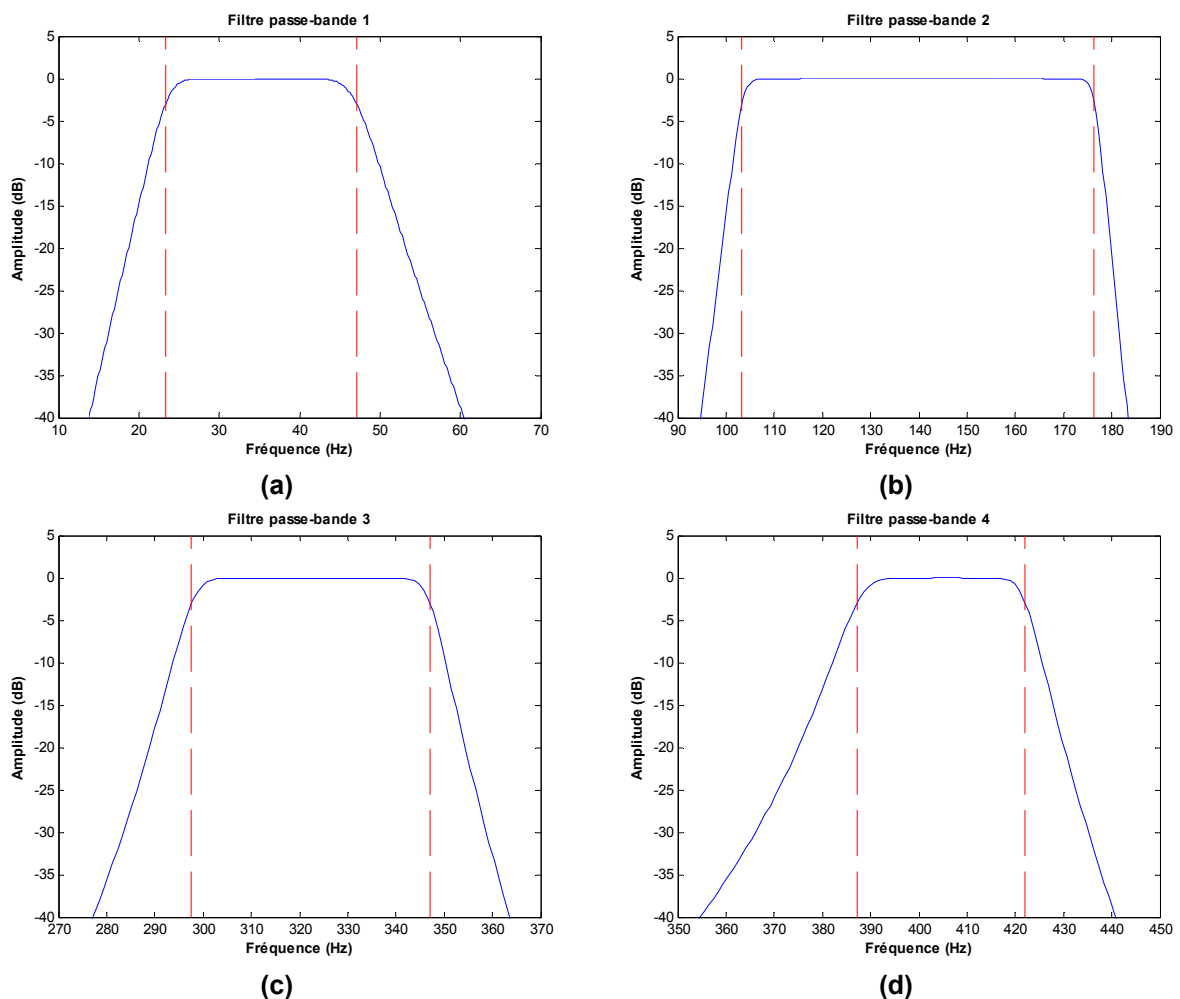 Filtre passe-bande 1
5
0
-5
-10
-15
-20
-25
-30
-35
-40
Amplitude (dB)
10 20 30 40 50 60 70
Fréquence (Hz)
(a)
Filtre passe-bande 2
5
0
-5
-10
-15
-20
-25
-30
-35
-40
Amplitude (dB)
90 100 110 120 130 140 150 160 170 180 190
Fréquence (Hz)
(b)
Filtre passe-bande 3
5
0
-5
-10
-15
-20
-25
-30
-35
-40
Amplitude (dB)
270 280 290 300 310 320 330 340 350 360 370
Fréquence (Hz)
(c)
Filtre passe-bande 4
5
0
-5
-10
-15
-20
-25
-30
-35
-40
Amplitude (dB)
350 360 370 380 390 400 410 420 430 440 450
Fréquence (Hz)
(d)